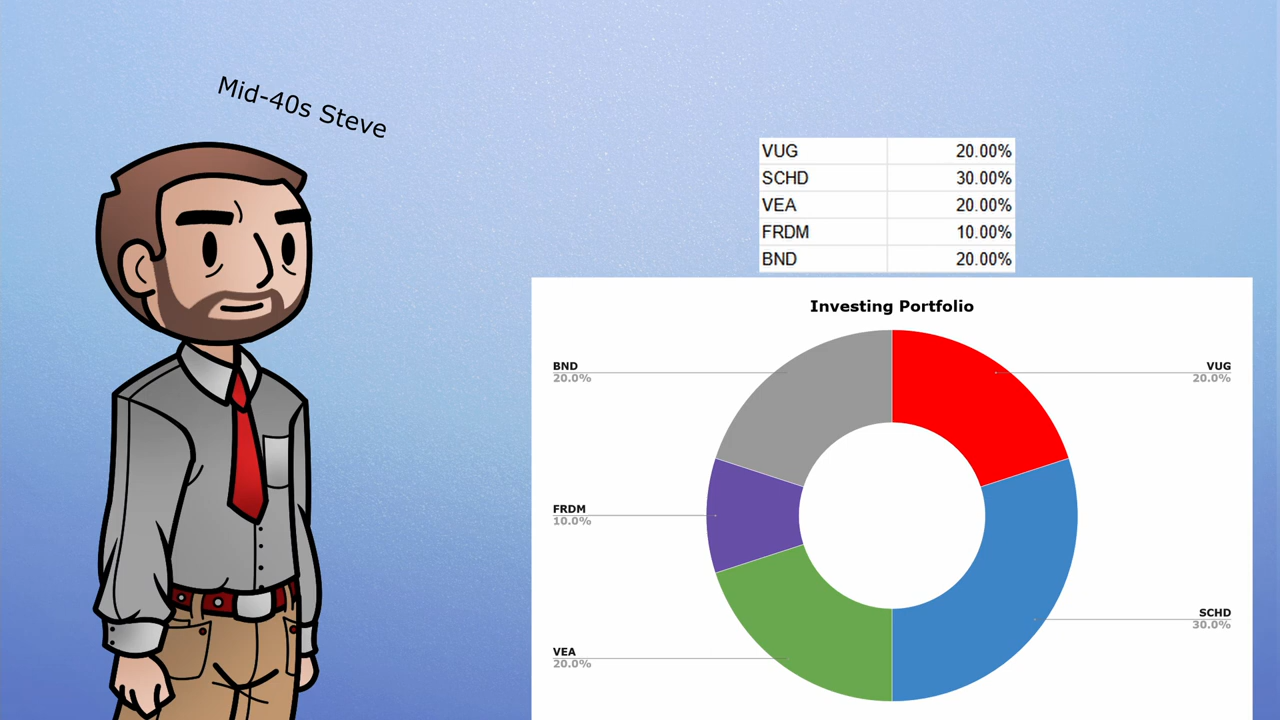 Mid-40s Steve
VUG 20.00%
SCHD 30.00%
VEA 20.00%
FRDM 10.00%
BND 20.00%
Investing Portfolio
BND
20.0%
VUG
20.0%
FRDM
10.0%
SCHD
30.0%
VEA
20.0%